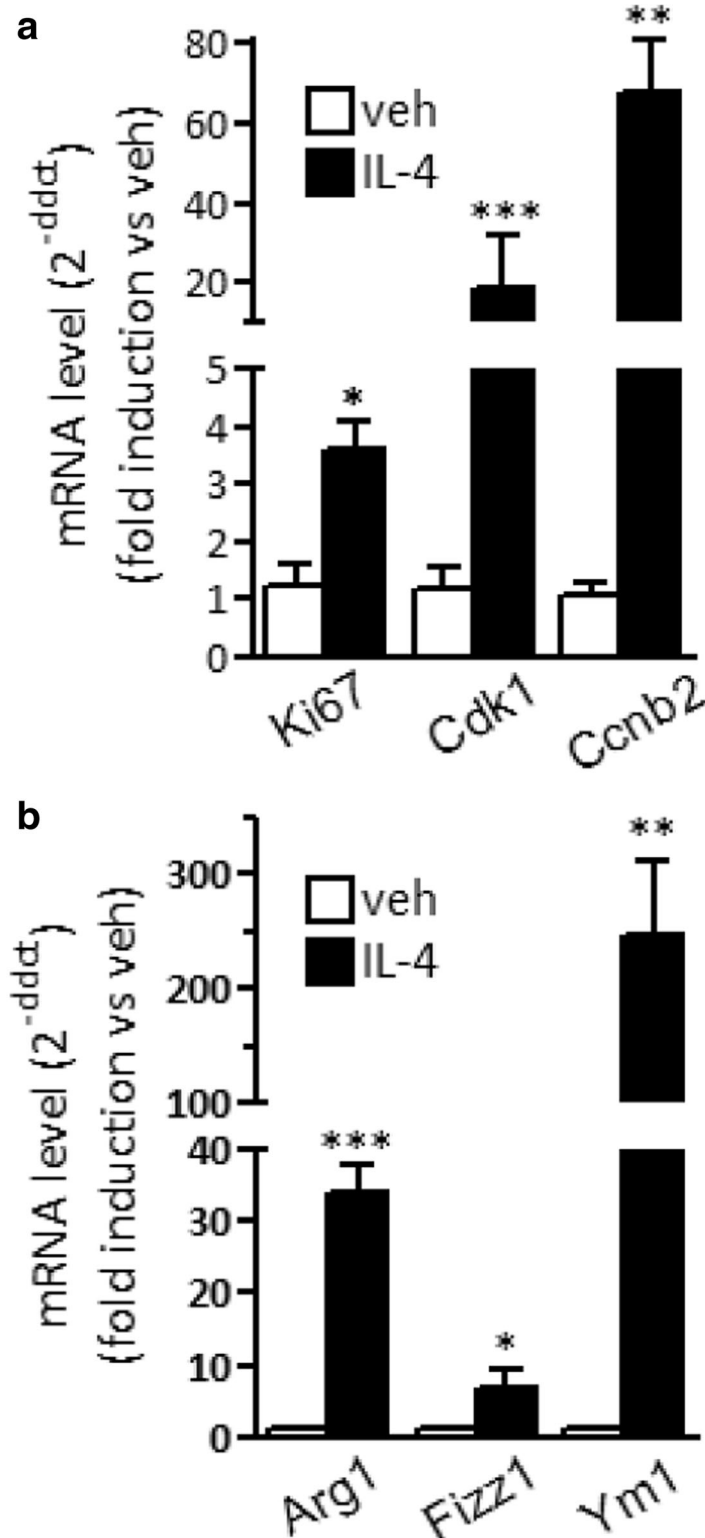 a
**
80
60
40
20
veh
IL-4
***
mRNA level (2^-ddct)
(fold induction vs veh)
5
4
3
2
1
0
*
Ki67
Cdk1
Ccnb2
b
**
300
200
100
veh
IL-4
mRNA level (2^-ddct)
(fold induction vs veh)
40
30
20
10
0
***
*
Arg1
Fizz1
Ym1